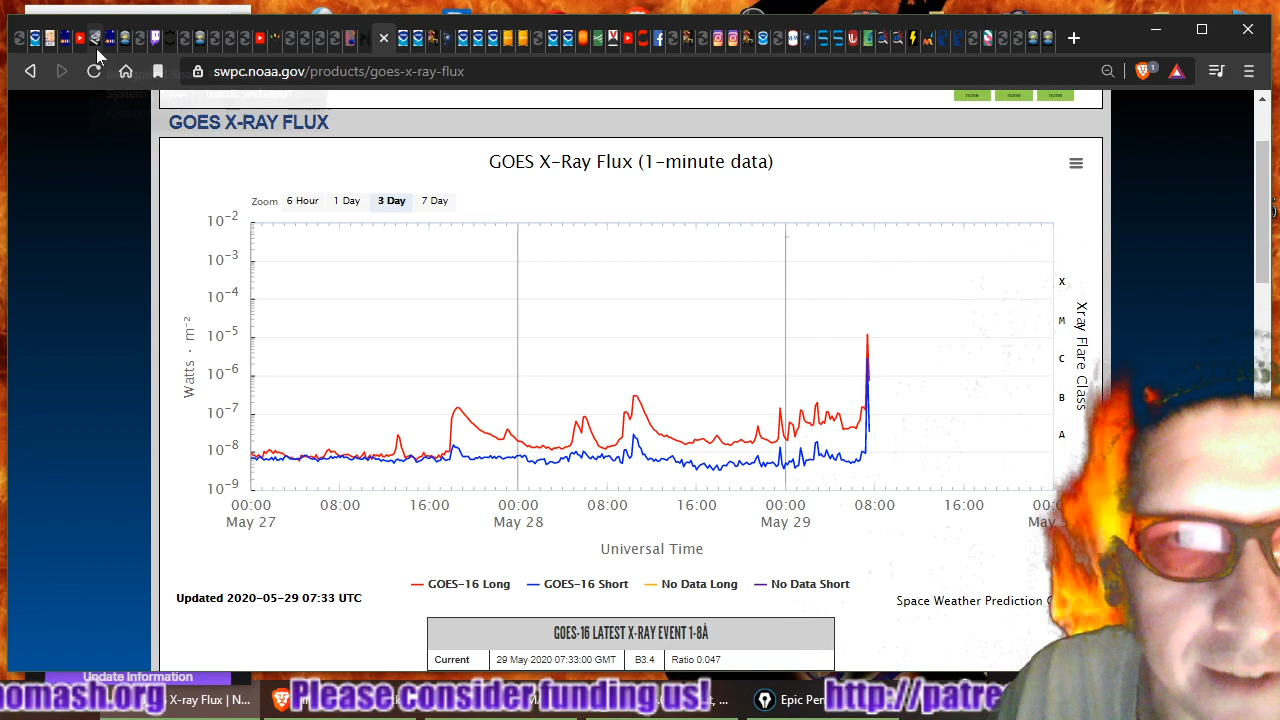 swpc.noaa.gov/products/goes-x-ray-flux
1
none none none
GOES X-RAY FLUX
GOES X-Ray Flux (1-minute data)
Zoom 6 Hour 1 Day 3 Day 7 Day
10-2
10-3
10-4
10-5
10-6
10-7
10-8
10-9
Watts · m-2
X
M
C
B
A
Xray Flare Class
00:00 08:00 16:00 00:00 08:00 16:00 00:00 08:00 16:00
May 27 May 28 May 29
Universal Time
GOES-16 Long GOES-16 Short No Data Long No Data Short
Updated 2020-05-29 07:33 UTC
Space Weather Prediction
GOES-16 LATEST X-RAY EVENT 1-8Å
Current 29 May 2020 07:33:00 GMT B3.4 Ratio 0.047
Update Information
nomash.org
X-ray Flux | N...
Please consider funding us!
Epic Pen
http://patre